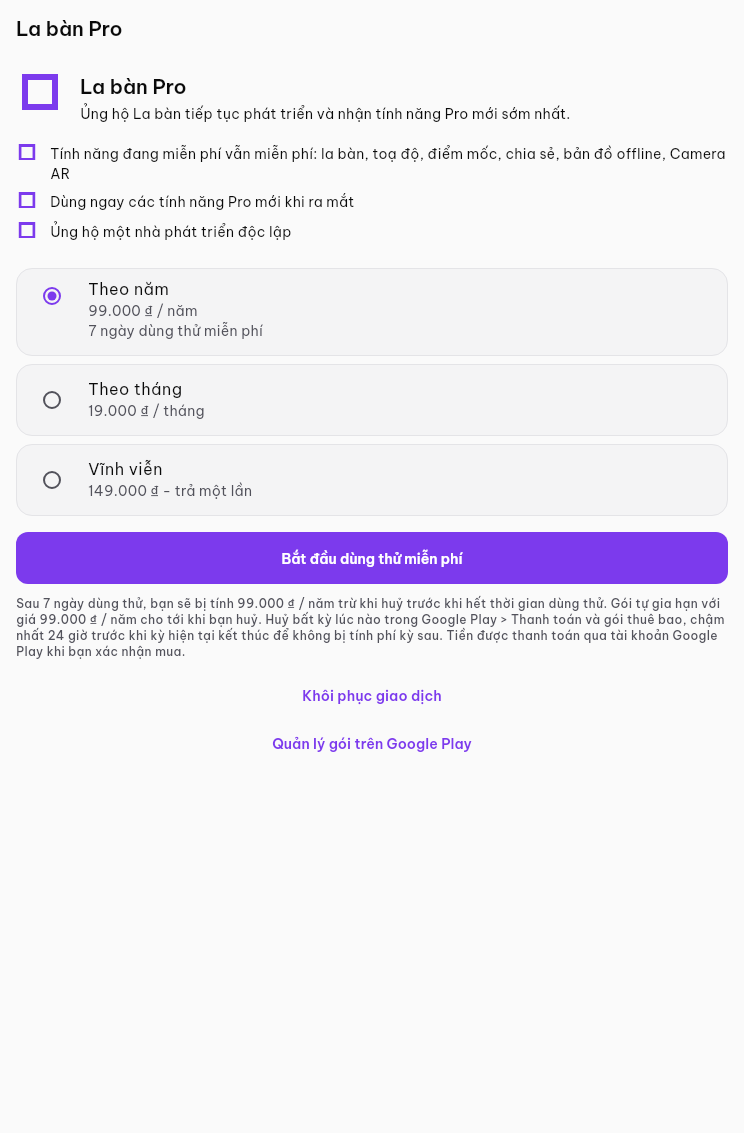 La bàn Pro
La bàn Pro
Ủng hộ La bàn tiếp tục phát triển và nhận tính năng Pro mới sớm nhất.
Tính năng đang miễn phí vẫn miễn phí: la bàn, toạ độ, điểm mốc, chia sẻ, bản đồ offline, Camera
AR
Dùng ngay các tính năng Pro mới khi ra mắt
Ủng hộ một nhà phát triển độc lập
Theo năm
99.000 ₫ / năm
7 ngày dùng thử miễn phí
Theo tháng
19.000 ₫ / tháng
Vĩnh viễn
149.000 ₫ – trả một lần
Bắt đầu dùng thử miễn phí
Sau 7 ngày dùng thử, bạn sẽ bị tính 99.000 ₫ / năm trừ khi huỷ trước khi hết thời gian dùng thử. Gói tự gia hạn với
giá 99.000 ₫ / năm cho tới khi bạn huỷ. Huỷ bất kỳ lúc nào trong Google Play > Thanh toán và gói thuê bao, chậm
nhất 24 giờ trước khi kỳ hiện tại kết thúc để không bị tính phí kỳ sau. Tiền được thanh toán qua tài khoản Google
Play khi bạn xác nhận mua.
Khôi phục giao dịch
Quản lý gói trên Google Play